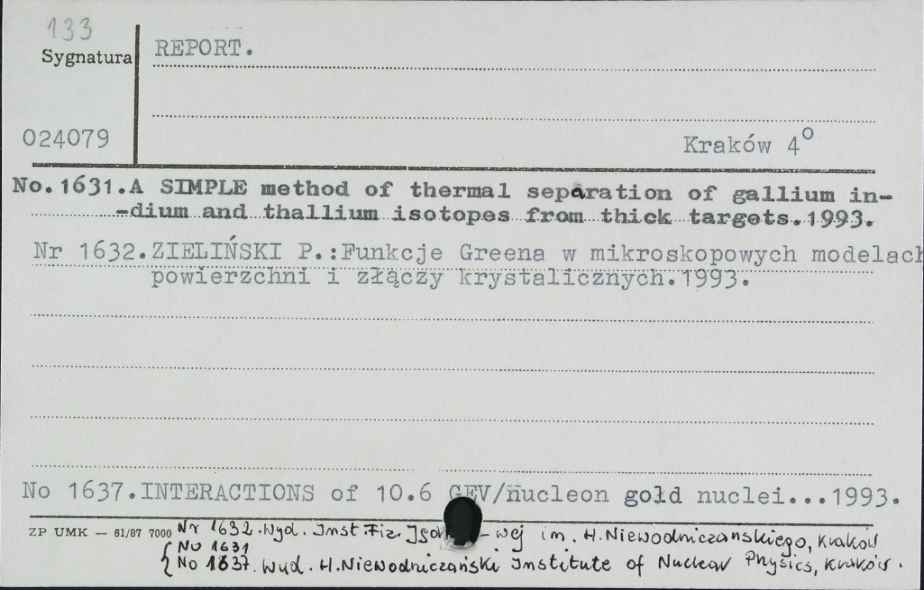 133
Sygnatura
REPORT.
024079
Kraków 4°
No.1631.A SIMPLE method of thermal separation of gallium in-
-dium and thallium isotopes from thick targets.1993.
Nr 1632.ZIELIŃSKI P.:Funkcje Greena w mikroskopowych modelach
powierzchni i złączy krystalicznych.1993.
No 1637.INTERACTIONS of 10.6 GEV/nucleon gold nuclei...1993.
ZP UMK — 61/87 7000 Nr 1632.Wyd. Inst.Fiz. - wej im. H.Niewodniczanskiego, Kraków
No 1631
No 1637. Wyd. H.Niewodniczański Institute of Nuclear Physics, Kraków.